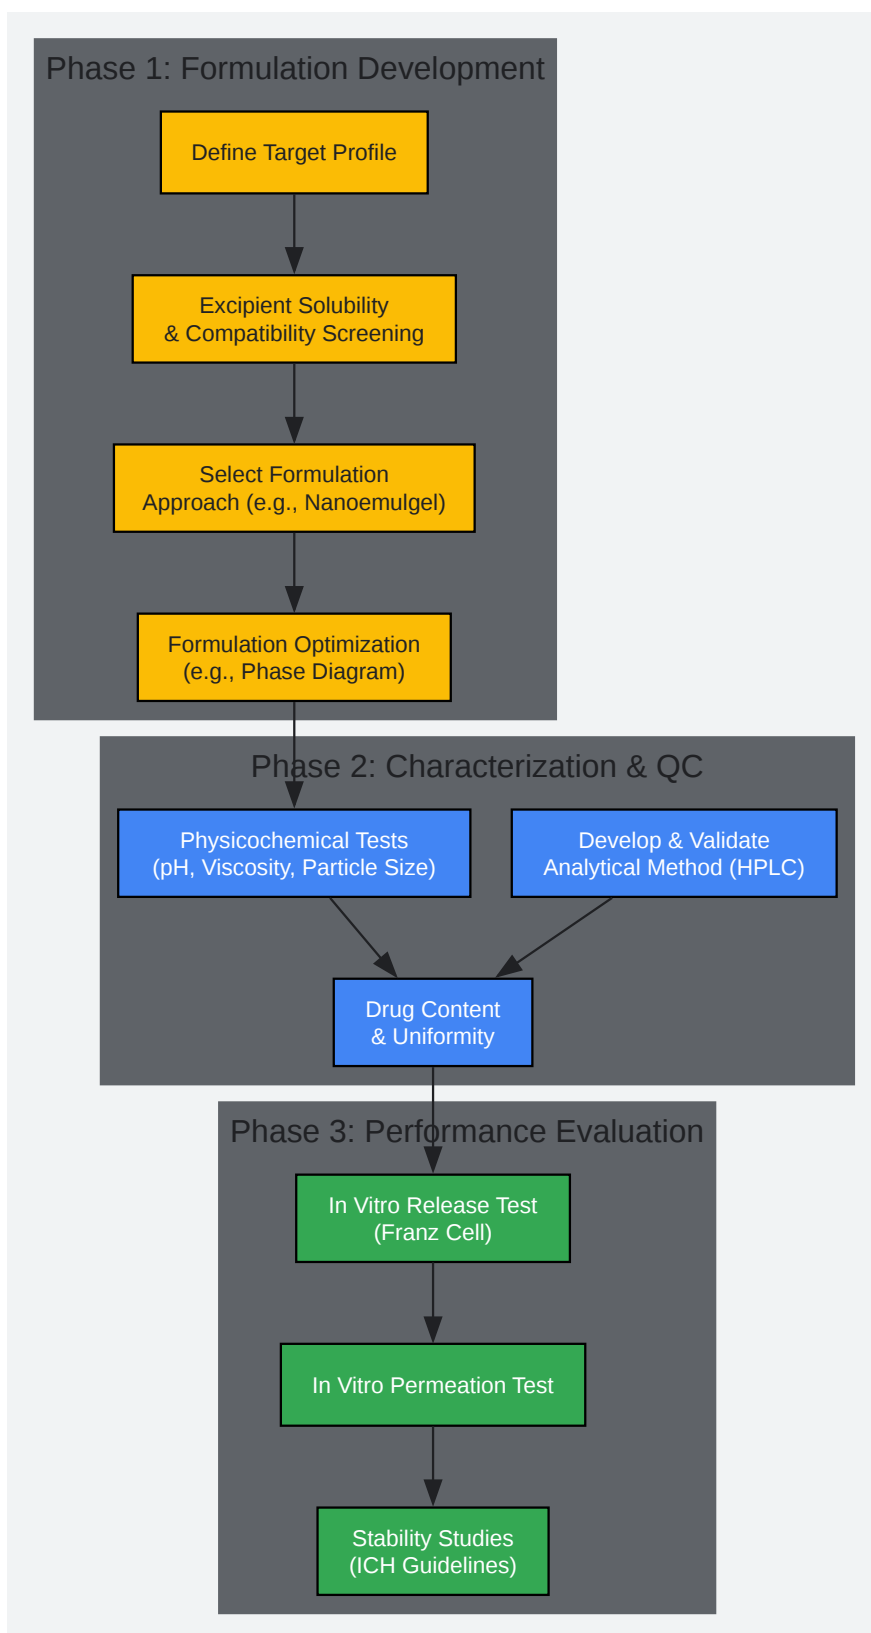 Phase 1: Formulation Development
Define Target Profile
Excipient Solubility
& Compatibility Screening
Select Formulation
Approach (e.g., Nanoemulgel)
Formulation Optimization
(e.g., Phase Diagram)
Phase 2: Characterization & QC
Physicochemical Tests
(pH, Viscosity, Particle Size)
Develop & Validate
Analytical Method (HPLC)
Drug Content
& Uniformity
Phase 3: Performance Evaluation
In Vitro Release Test
(Franz Cell)
In Vitro Permeation Test
Stability Studies
(ICH Guidelines)